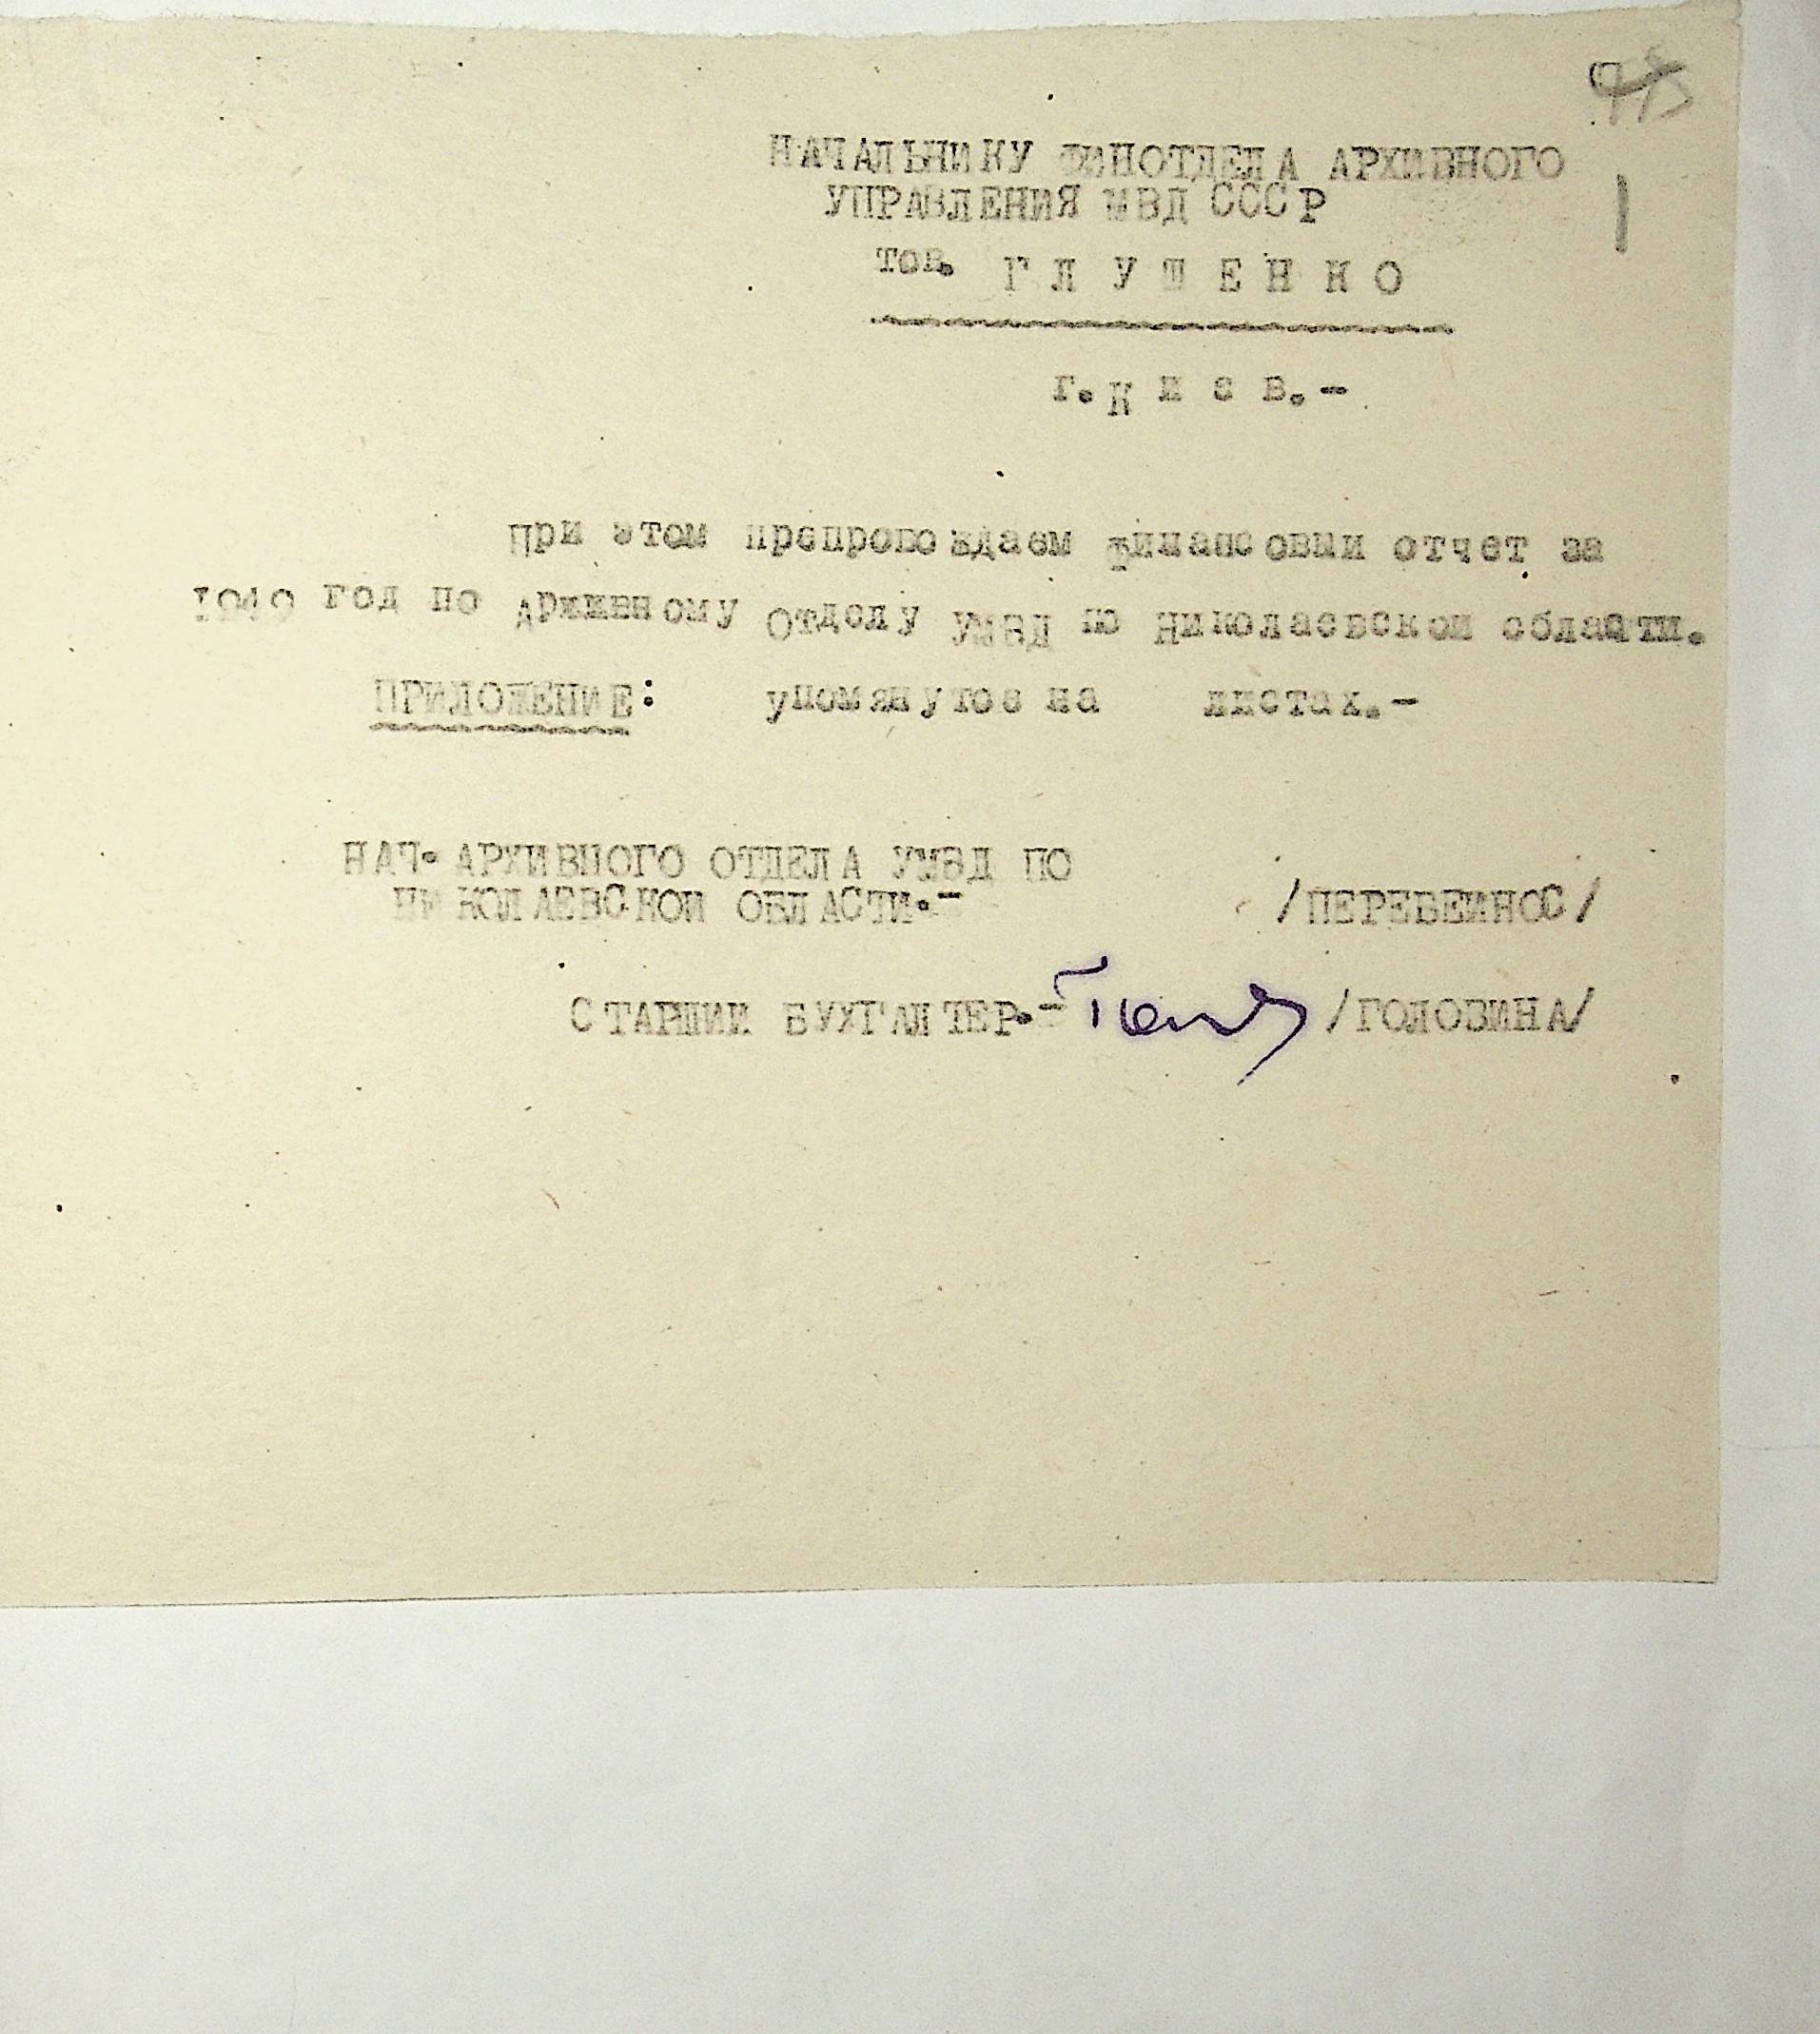 НАЧАЛЬНИКУ ФИНОТДЕЛА АРХИВНОГО
УПРАВЛЕНИЯ МВД СССР
тов. Г Л У Ш Е Н К О
г. К и е в.-
При этом препровождаем финансовый отчет за
год по Архивному Отделу УМВД по Николаевской области.
ПРИЛОЖЕНИЕ: упомянутое на листах.-
НАЧ. АРХИВНОГО ОТДЕЛА УМВД ПО
НИКОЛАЕВСКОЙ ОБЛАСТИ.- /ПЕРЕБЕЙНОС/
СТАРШИЙ БУХГАЛТЕР.- /ГОЛОВИНА/